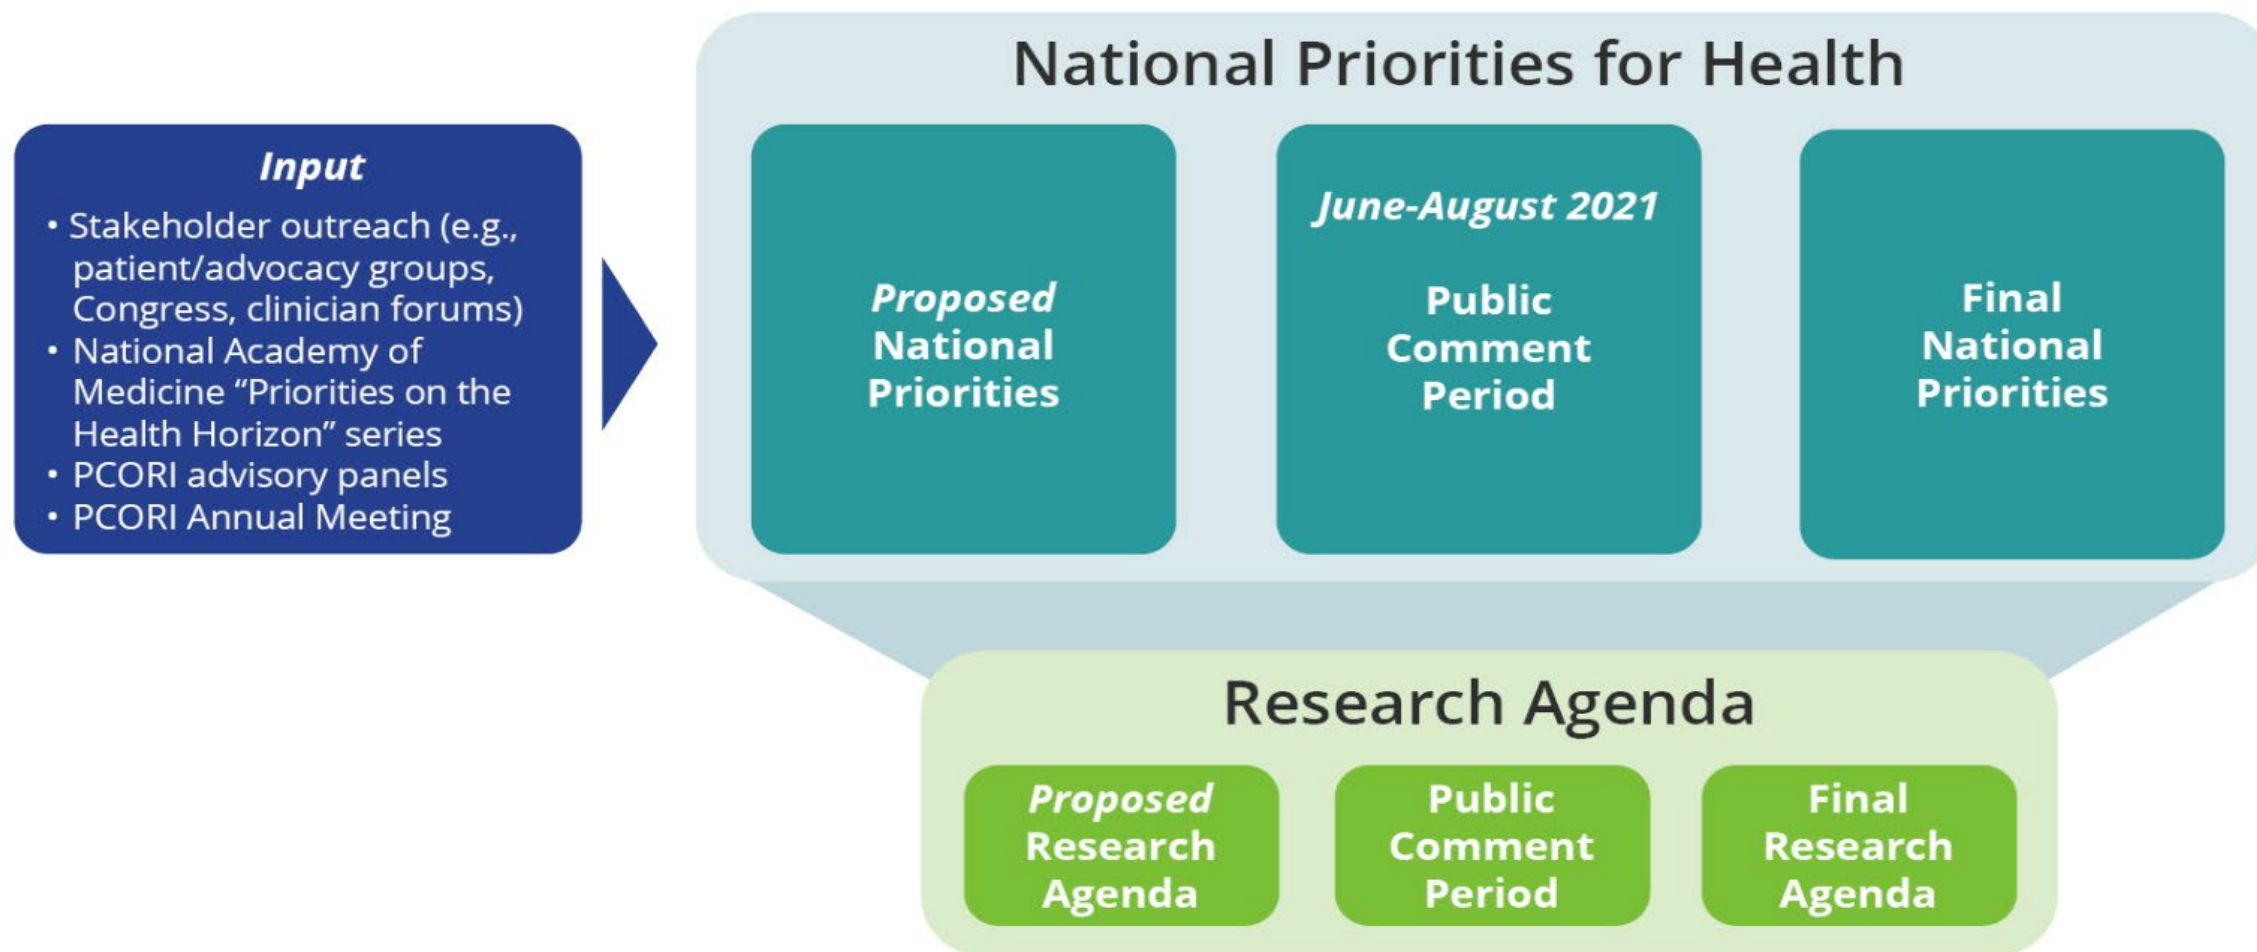 National Priorities for Health
Input
• Stakeholder outreach (e.g.,
patient/advocacy groups,
Congress, clinician forums)
• National Academy of
Medicine “Priorities on the
Health Horizon” series
• PCORI advisory panels
• PCORI Annual Meeting
Proposed
National
Priorities
June-August 2021
Public
Comment
Period
Final
National
Priorities
Research Agenda
Proposed
Research
Agenda
Public
Comment
Period
Final
Research
Agenda